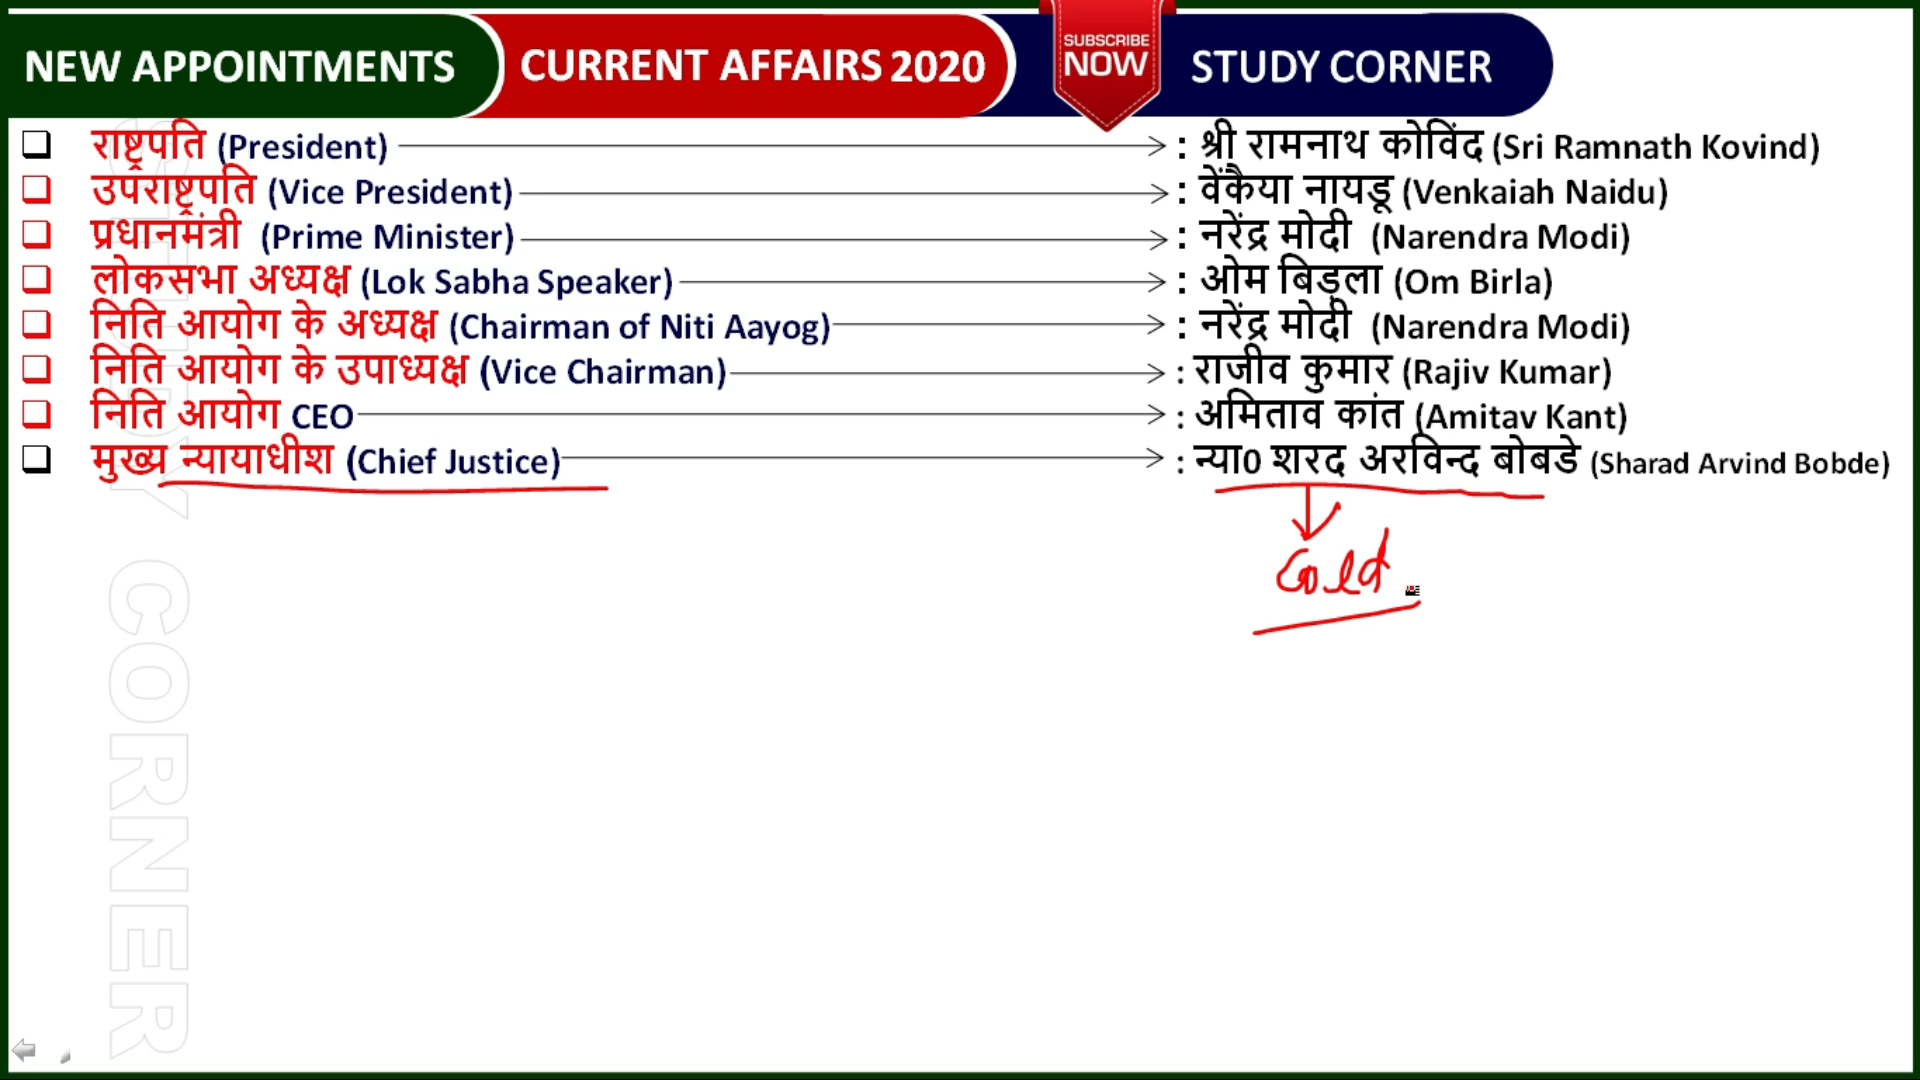 NEW APPOINTMENTS CURRENT AFFAIRS 2020 SUBSCRIBE NOW STUDY CORNER
राष्ट्रपति (President) : श्री रामनाथ कोविंद (Sri Ramnath Kovind)
उपराष्ट्रपति (Vice President) : वेंकैया नायडू (Venkaiah Naidu)
प्रधानमंत्री (Prime Minister) : नरेंद्र मोदी (Narendra Modi)
लोकसभा अध्यक्ष (Lok Sabha Speaker) : ओम बिड़ला (Om Birla)
निति आयोग के अध्यक्ष (Chairman of Niti Aayog) : नरेंद्र मोदी (Narendra Modi)
निति आयोग के उपाध्यक्ष (Vice Chairman) : राजीव कुमार (Rajiv Kumar)
निति आयोग CEO : अमिताव कांत (Amitav Kant)
मुख्य न्यायाधीश (Chief Justice) : न्या0 शरद अरविन्द बोबडे (Sharad Arvind Bobde)
STUDY CORNER